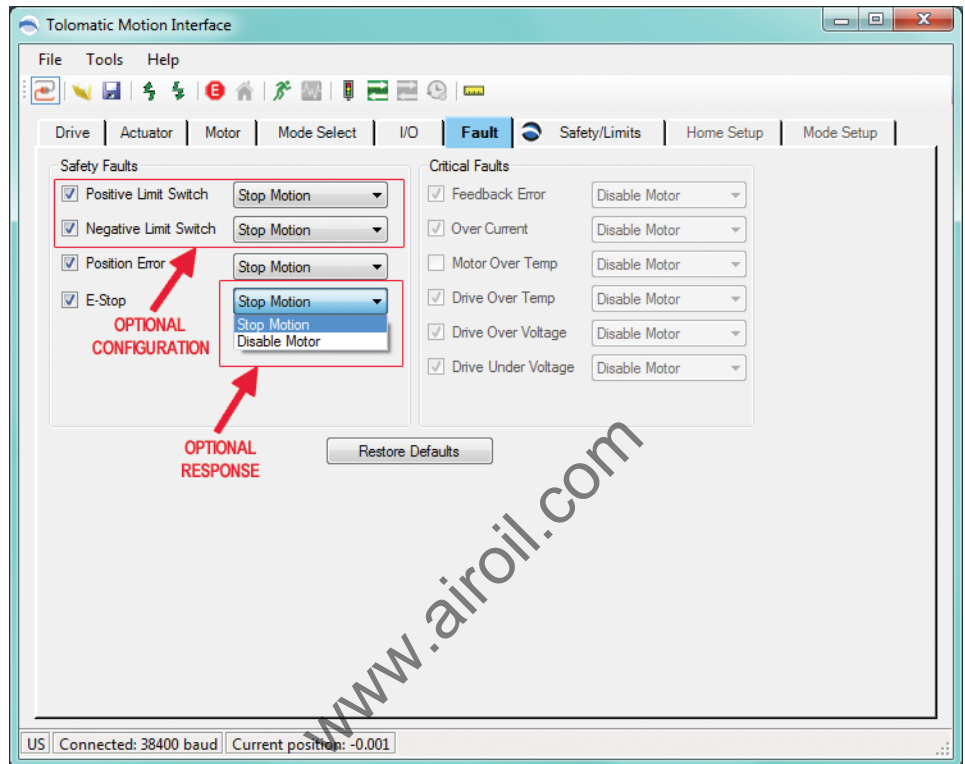 Tolomatic Motion Interface
File Tools Help
Drive Actuator Motor Mode Select I/O Fault Safety/Limits Home Setup Mode Setup
Safety Faults
Positive Limit Switch Stop Motion
Negative Limit Switch Stop Motion
Position Error Stop Motion
E-Stop Stop Motion
Stop Motion
Disable Motor
OPTIONAL
CONFIGURATION
OPTIONAL
RESPONSE
Critical Faults
Feedback Error Disable Motor
Over Current Disable Motor
Motor Over Temp Disable Motor
Drive Over Temp Disable Motor
Drive Over Voltage Disable Motor
Drive Under Voltage Disable Motor
Restore Defaults
www.airoil.com
US Connected: 38400 baud Current position: -0.001